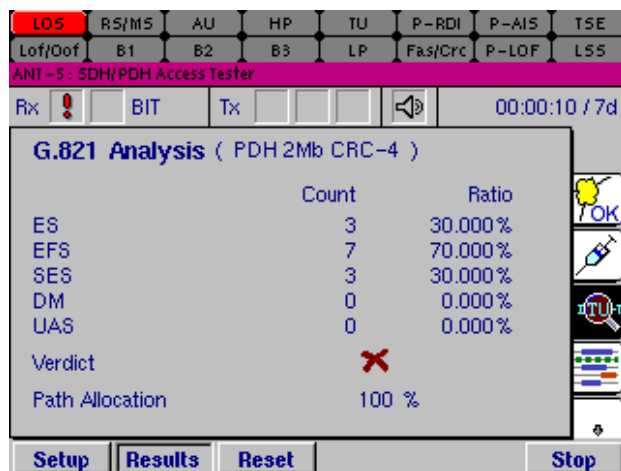 LOS RS/MS AU HP TU P-RDI P-AIS TSE
Lof/Oof B1 B2 B3 LP Fas/Crc P-LOF LSS
ANT-5: SDH/PDH Access Tester
Rx ! BIT Tx 00:00:10 / 7d
G.821 Analysis ( PDH 2Mb CRC-4 )
Count Ratio
OK
ES 3 30.000%
EFS 7 70.000%
SES 3 30.000%
DM 0 0.000%
ITU-T
UAS 0 0.000%
Verdict
Path Allocation 100 %
Setup Results Reset Stop